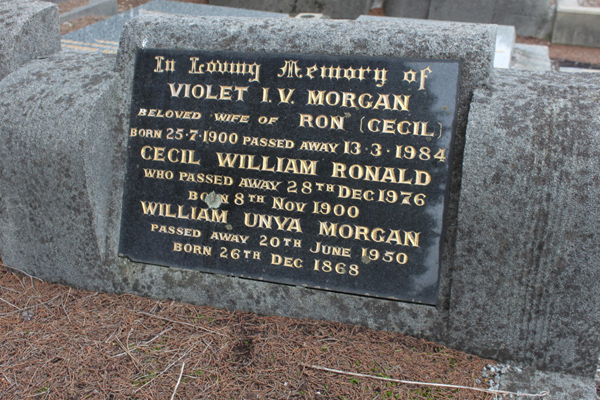 In Loving Memory of
VIOLET I.V. MORGAN
BELOVED WIFE OF RON (CECIL)
BORN 25·7·1900 PASSED AWAY 13·3·1984
CECIL WILLIAM RONALD
WHO PASSED AWAY 28TH DEC 1976
BORN 8TH NOV 1900
WILLIAM UNYA MORGAN
PASSED AWAY 20TH JUNE 1950
BORN 26TH DEC 1868